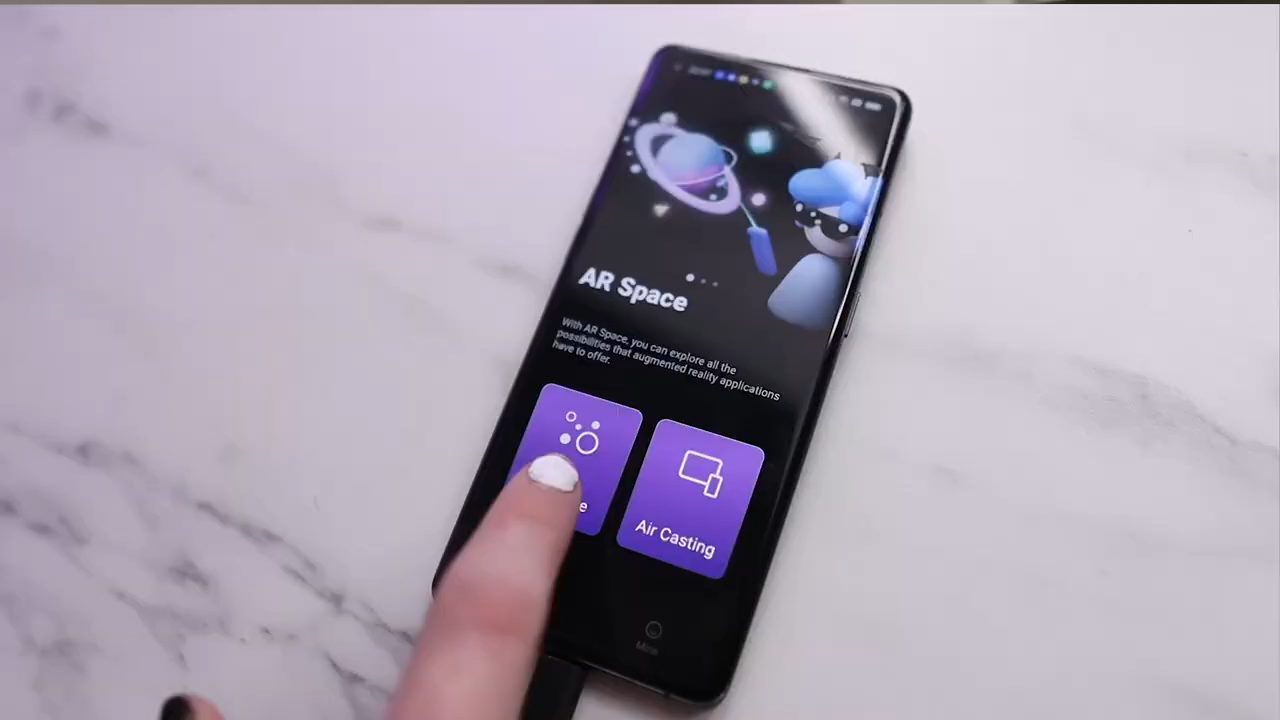 AR Space
With AR Space, you can explore all the
possibilities that augmented reality applications
have to offer.
e
Air Casting
Mine